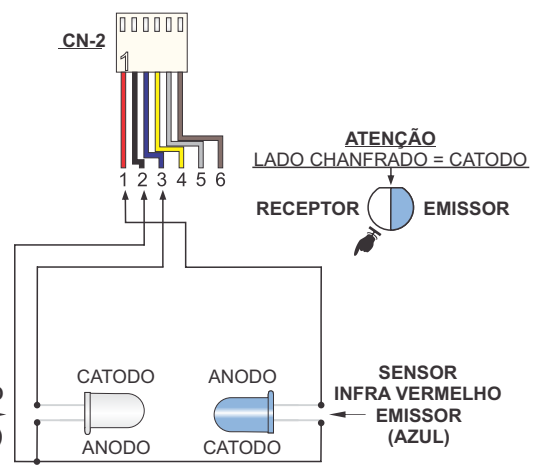 CN-2
1
1 2 3 4 5 6
ATENÇÃO
LADO CHANFRADO = CATODO
RECEPTOR EMISSOR
CATODO ANODO
ANODO CATODO
SENSOR
INFRA VERMELHO
EMISSOR
(AZUL)